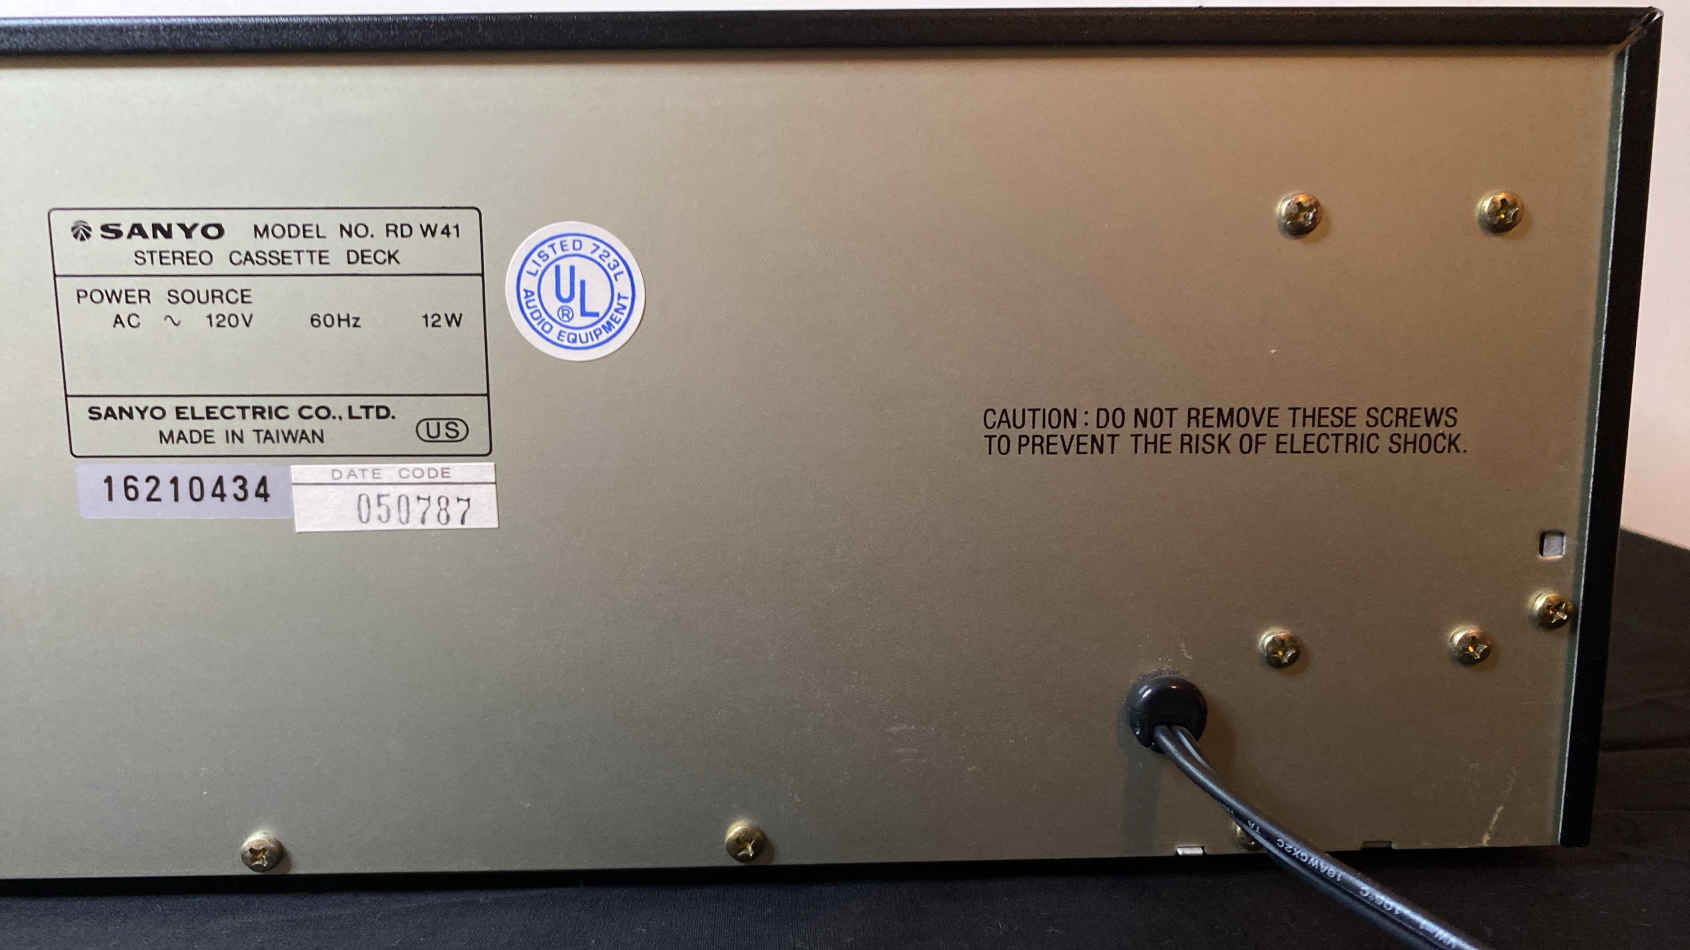 SANYO MODEL NO. RD W41
STEREO CASSETTE DECK
POWER SOURCE
AC ~ 120V 60Hz 12W
SANYO ELECTRIC CO., LTD.
MADE IN TAIWAN US
16210434
DATE CODE
050787
LISTED 723L
UL
®
AUDIO EQUIPMENT
CAUTION : DO NOT REMOVE THESE SCREWS
TO PREVENT THE RISK OF ELECTRIC SHOCK.
18AWGX2C
105°C